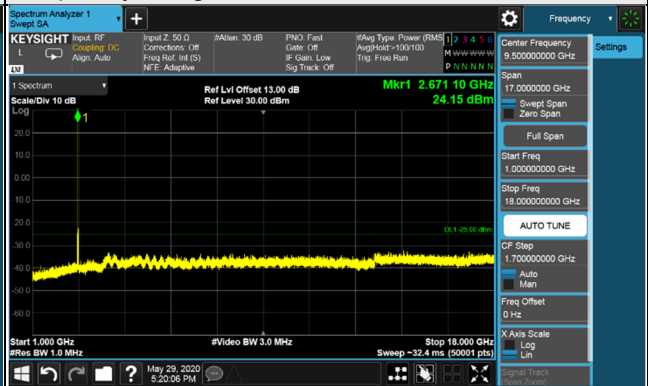 Spectrum Analyzer 1
Swept SA
Frequency
KEYSIGHT
L
LXI
Input: RF
Coupling: DC
Align: Auto
Input Z: 50 Ω
Corrections: Off
Freq Ref: Int (S)
NFE: Adaptive
#Atten: 30 dB
PNO: Fast
Gate: Off
IF Gain: Low
Sig Track: Off
#Avg Type: Power (RMS
Avg|Hold:>100/100
Trig: Free Run
1 2 3 4 5 6
M W W W W W
P N N N N N
Center Frequency
9.500000000 GHz
Settings
Span
17.0000000 GHz
Swept Span
Zero Span
Full Span
Start Freq
1.000000000 GHz
Stop Freq
18.000000000 GHz
AUTO TUNE
CF Step
1.700000000 GHz
Auto
Man
Freq Offset
0 Hz
X Axis Scale
Log
Lin
Signal Track
(Span Zoom)
1 Spectrum
Scale/Div 10 dB
Log
Ref Lvl Offset 13.00 dB
Ref Level 30.00 dBm
Mkr1 2.671 10 GHz
24.15 dBm
1
20.0
10.0
0.00
-10.0
-20.0
-30.0
-40.0
-50.0
-60.0
DL1 -25.00 dBm
Start 1.000 GHz
#Res BW 1.0 MHz
#Video BW 3.0 MHz
Stop 18.000 GHz
Sweep ~32.4 ms (50001 pts)
?
May 29, 2020
5:20:06 PM